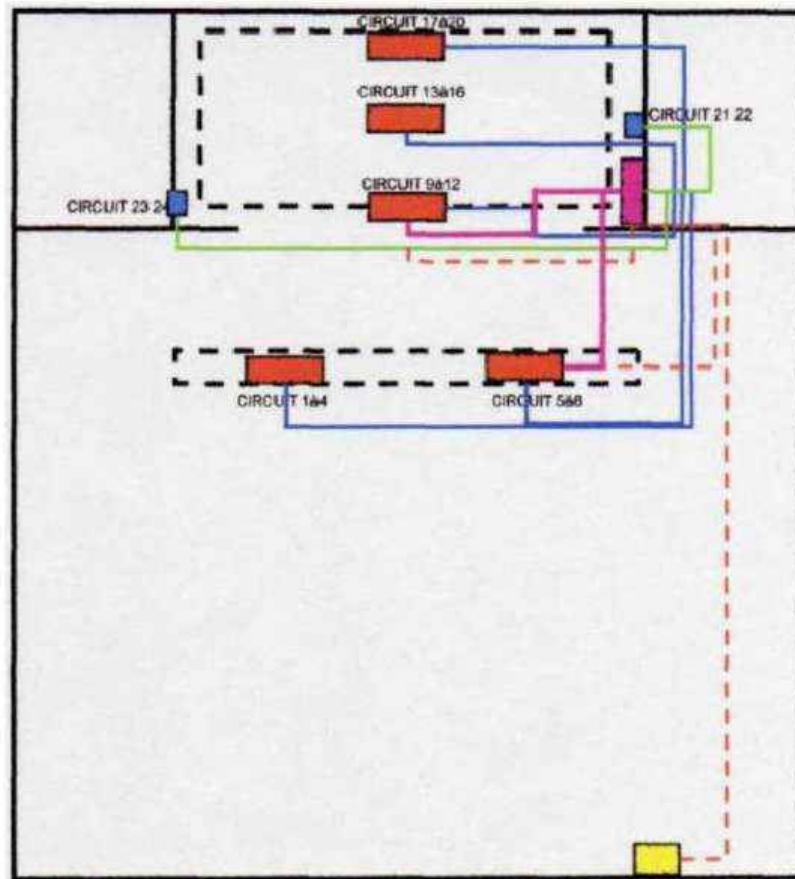 CIRCUIT 17à20
CIRCUIT 13à16
CIRCUIT 21 22
CIRCUIT 9à12
CIRCUIT 23 24
CIRCUIT 1à4
CIRCUIT 5à8